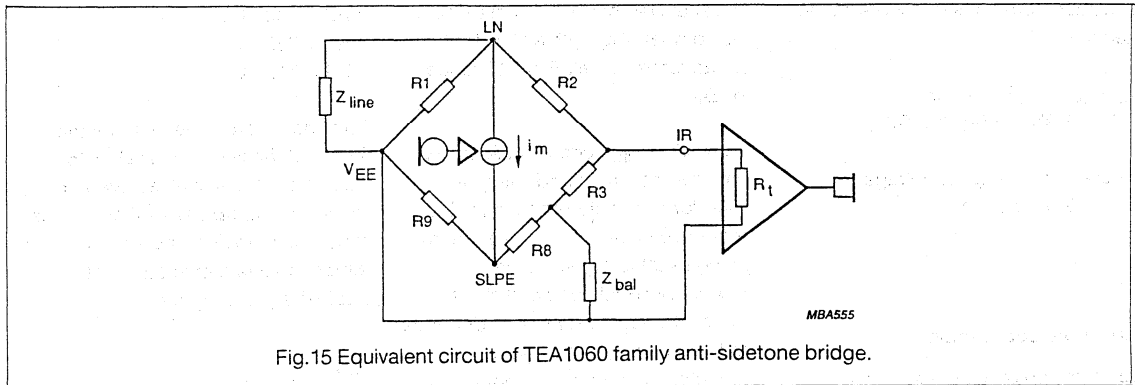 LN
R1
R2
Z line
IR
i m
V EE
R t
R3
R9
R8
SLPE
Z bal
MBA555
Fig.15 Equivalent circuit of TEA1060 family anti-sidetone bridge.